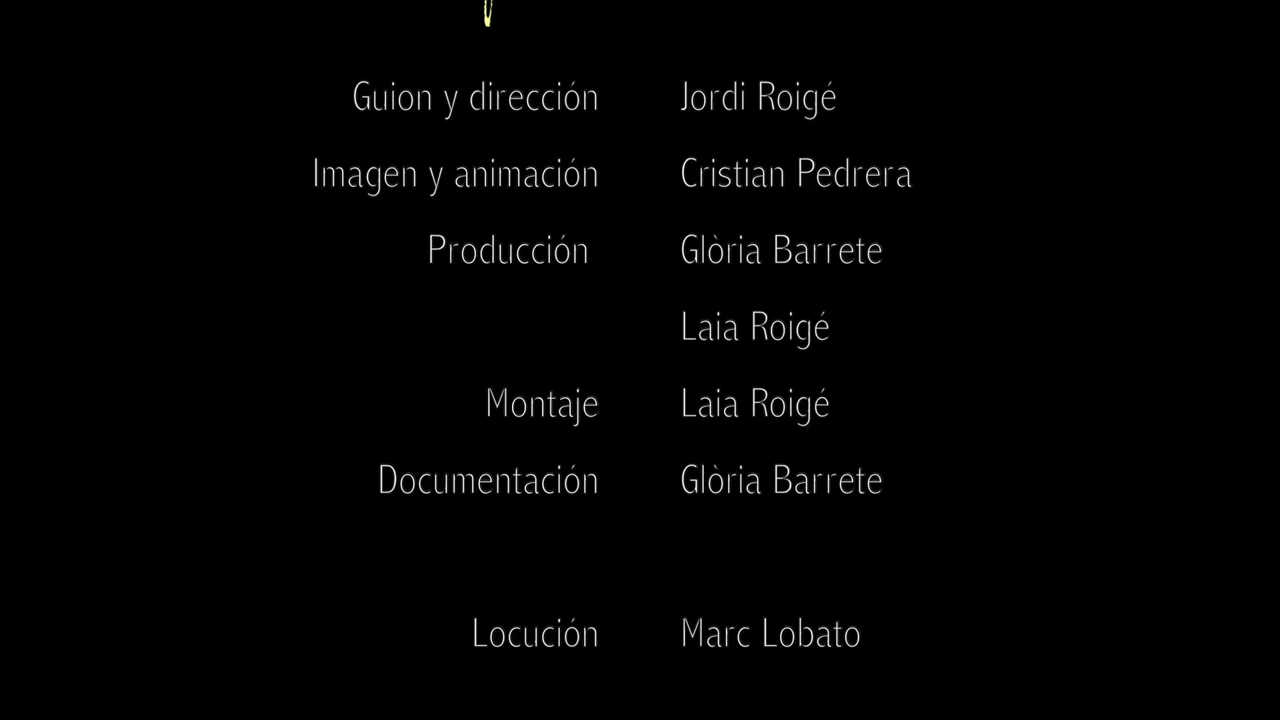 Guion y dirección Jordi Roigé
Imagen y animación Cristian Pedrera
Producción Glòria Barrete
Laia Roigé
Montaje Laia Roigé
Documentación Glòria Barrete
Locución Marc Lobato